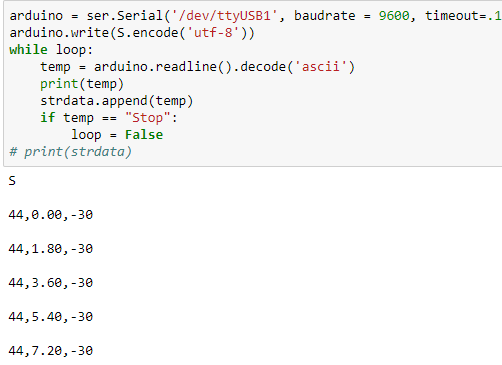 arduino = ser.Serial('/dev/ttyUSB1', baudrate = 9600, timeout=.1
arduino.write(S.encode('utf-8'))
while loop:
    temp = arduino.readline().decode('ascii')
    print(temp)
    strdata.append(temp)
    if temp == "Stop":
        loop = False
# print(strdata)
S
44,0.00,-30
44,1.80,-30
44,3.60,-30
44,5.40,-30
44,7.20,-30